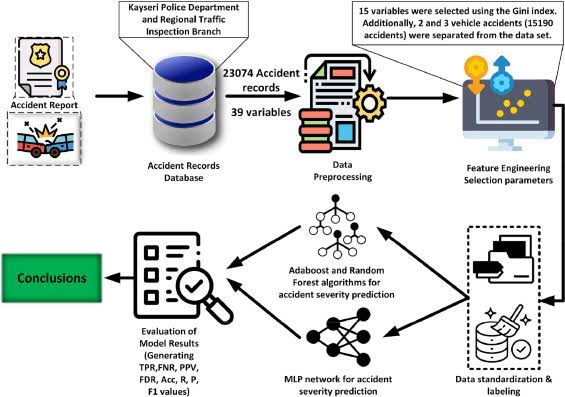 Kayseri Police Department
and Regional Traffic
Inspection Branch
15 variables were selected using the Gini index.
Additionally, 2 and 3 vehicle accidents (15190
accidents) were separated from the data set.
Accident Report
23074 Accident
records
39 variables
Accident Records
Database
Data
Preprocessing
Feature Engineering
Selection parameters
Conclusions
Evaluation of
Model Results
(Generating
TPR,FNR, PPV,
FDR, Acc, R, P,
F1 values)
Adaboost and Random
Forest algorithms for
accident severity prediction
MLP network for accident
severity prediction
Data standardization &
labeling